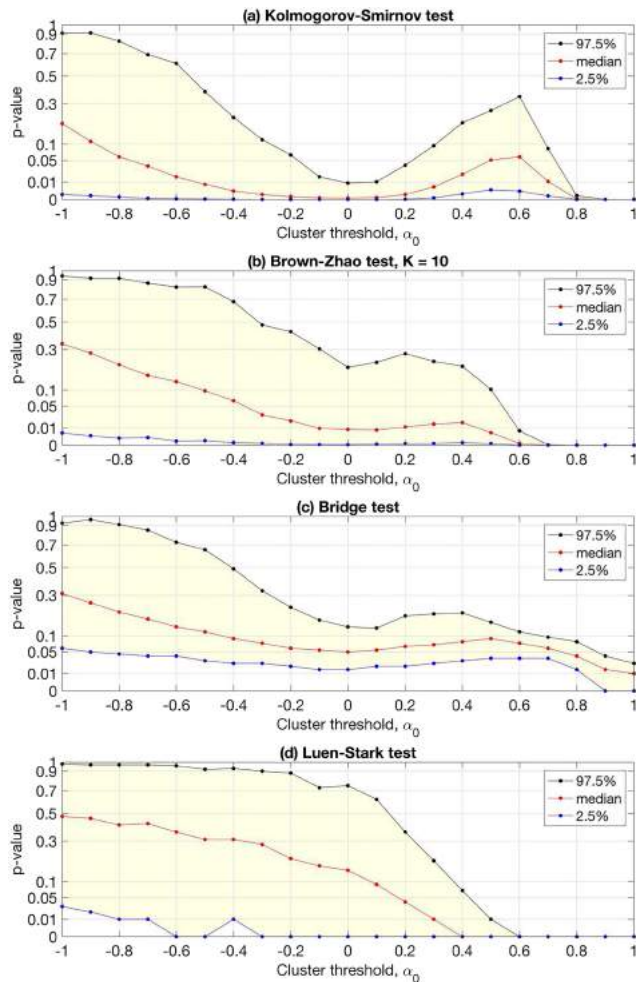 (a) Kolmogorov-Smirnov test
1
0.9
0.7
0.5
0.3
0.1
0.05
0.01
0
p-value
97.5%
median
2.5%
-1 -0.8 -0.6 -0.4 -0.2 0 0.2 0.4 0.6 0.8 1
Cluster threshold, α0
(b) Brown-Zhao test, K = 10
1
0.9
0.7
0.5
0.3
0.1
0.05
0.01
0
p-value
97.5%
median
2.5%
-1 -0.8 -0.6 -0.4 -0.2 0 0.2 0.4 0.6 0.8 1
Cluster threshold, α0
(c) Bridge test
1
0.9
0.7
0.5
0.3
0.1
0.05
0.01
0
p-value
97.5%
median
2.5%
-1 -0.8 -0.6 -0.4 -0.2 0 0.2 0.4 0.6 0.8 1
Cluster threshold, α0
(d) Luen-Stark test
1
0.9
0.7
0.5
0.3
0.1
0.05
0.01
0
p-value
97.5%
median
2.5%
-1 -0.8 -0.6 -0.4 -0.2 0 0.2 0.4 0.6 0.8 1
Cluster threshold, α0